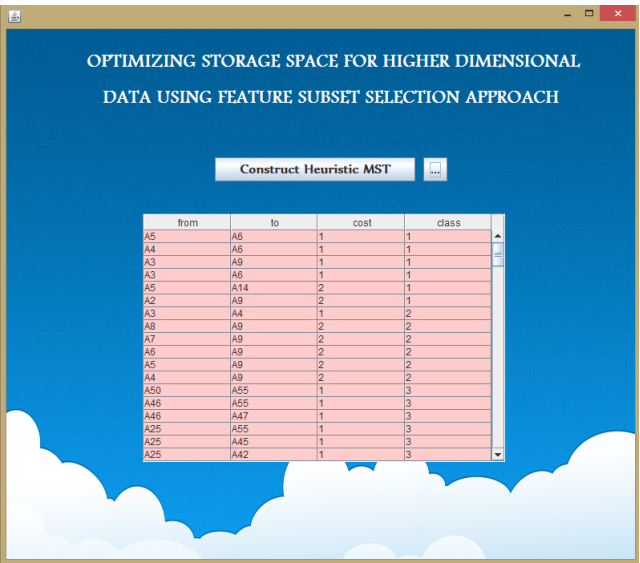 OPTIMIZING STORAGE SPACE FOR HIGHER DIMENSIONAL
DATA USING FEATURE SUBSET SELECTION APPROACH
Construct Heuristic MST ...
from to cost class
A5 A6 1 1
A4 A6 1 1
A3 A9 1 1
A3 A6 1 1
A5 A14 2 1
A2 A9 2 1
A3 A4 1 2
A8 A9 2 2
A7 A9 2 2
A6 A9 2 2
A5 A9 2 2
A4 A9 2 2
A50 A55 1 3
A46 A55 1 3
A46 A47 1 3
A25 A55 1 3
A25 A45 1 3
A25 A42 1 3